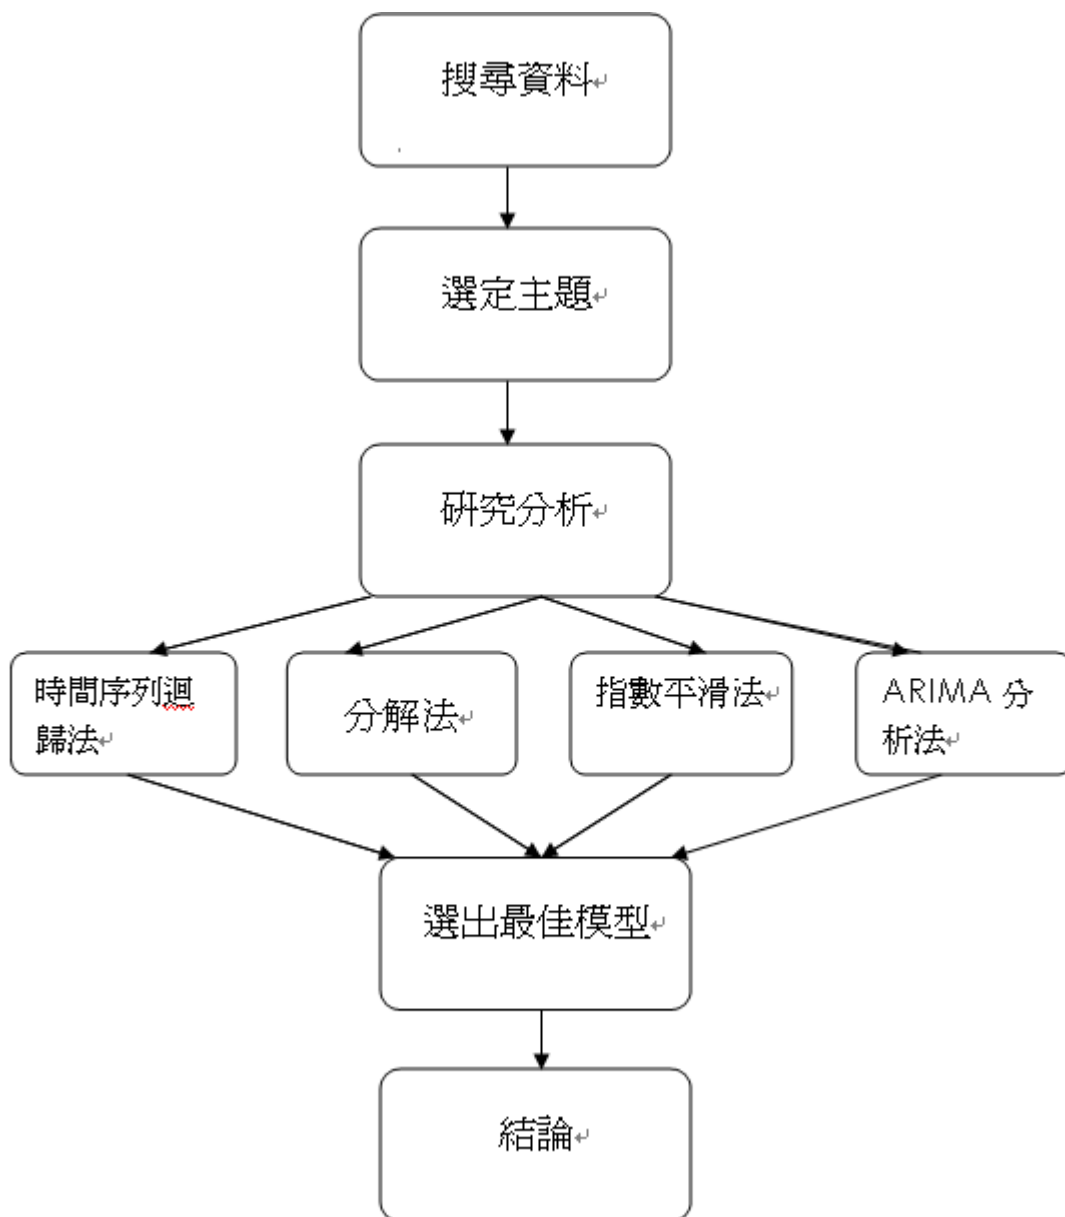 搜尋資料
選定主題
研究分析
時間序列迴
歸法
分解法
指數平滑法
ARIMA 分
析法
選出最佳模型
結論